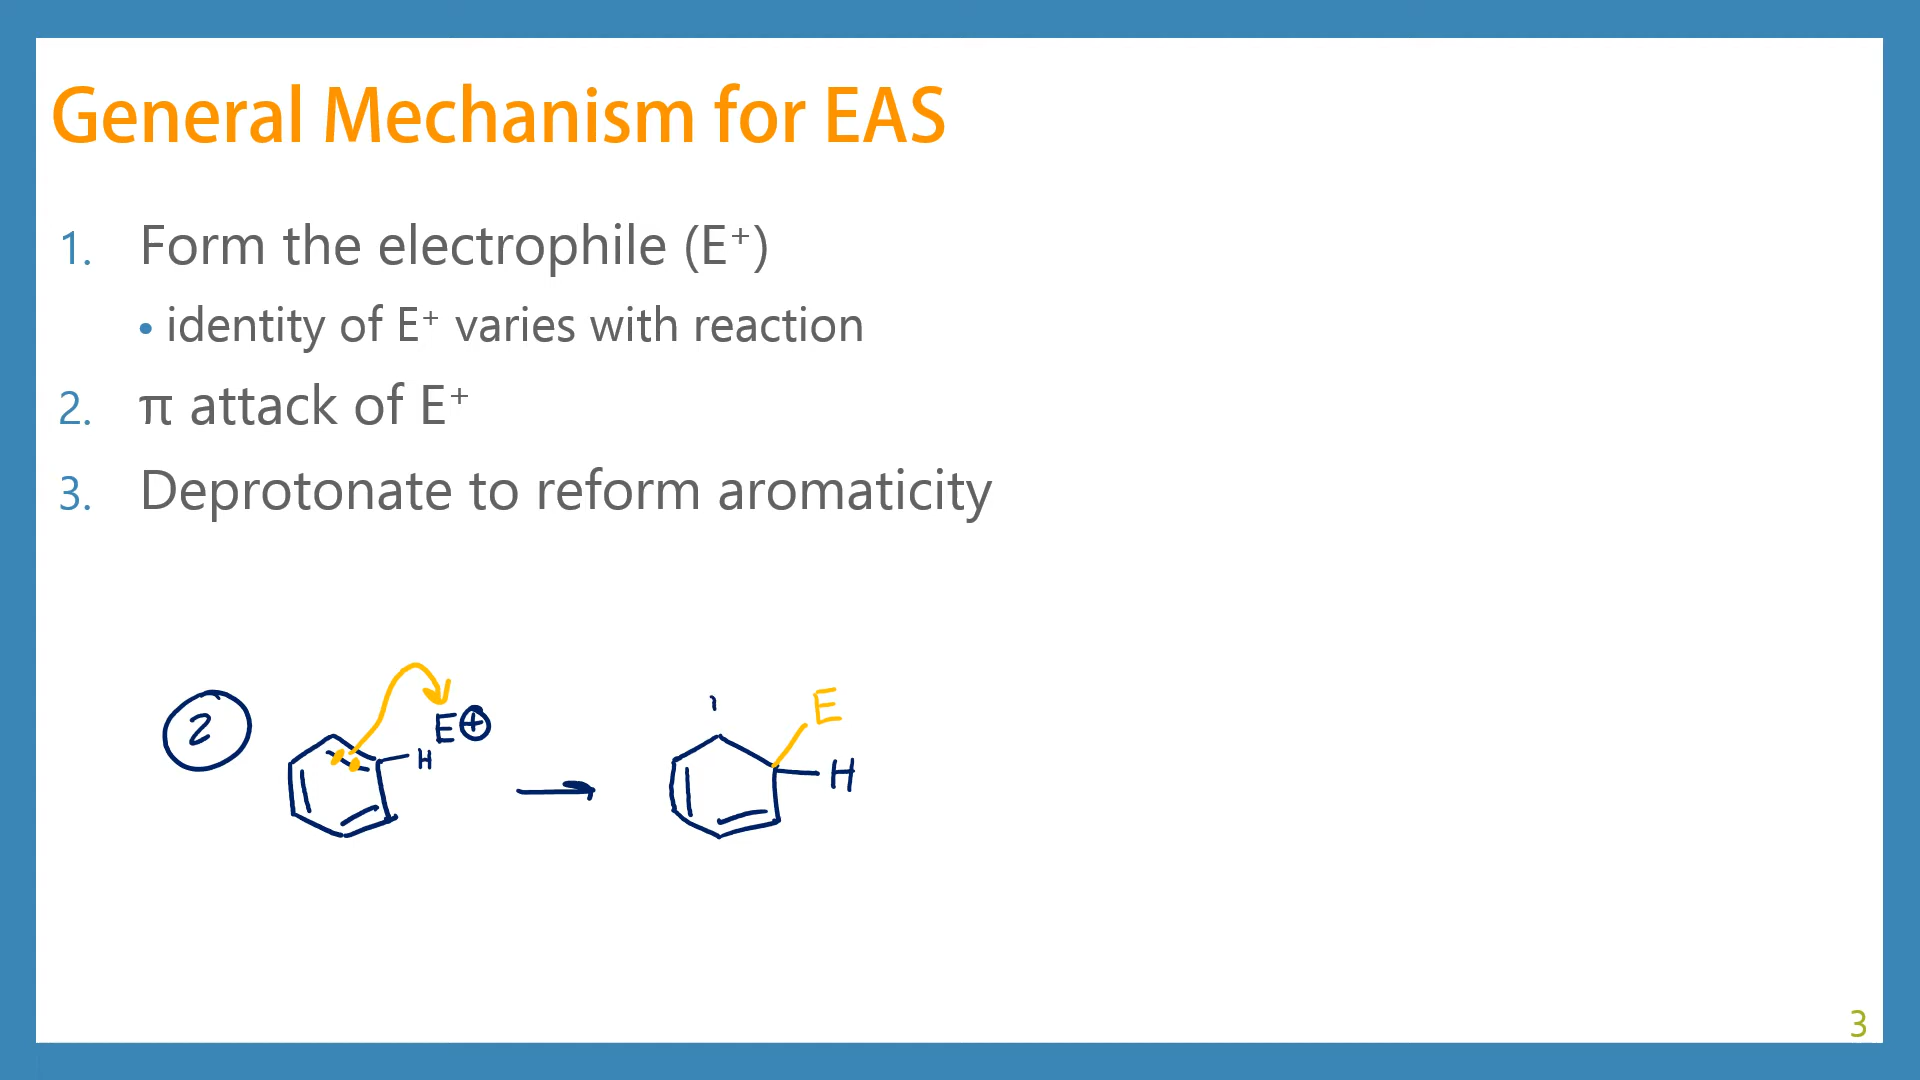 General Mechanism for EAS
1. Form the electrophile (E⁺)
• identity of E⁺ varies with reaction
2. π attack of E⁺
3. Deprotonate to reform aromaticity
2
E⊕
H
E
H
3